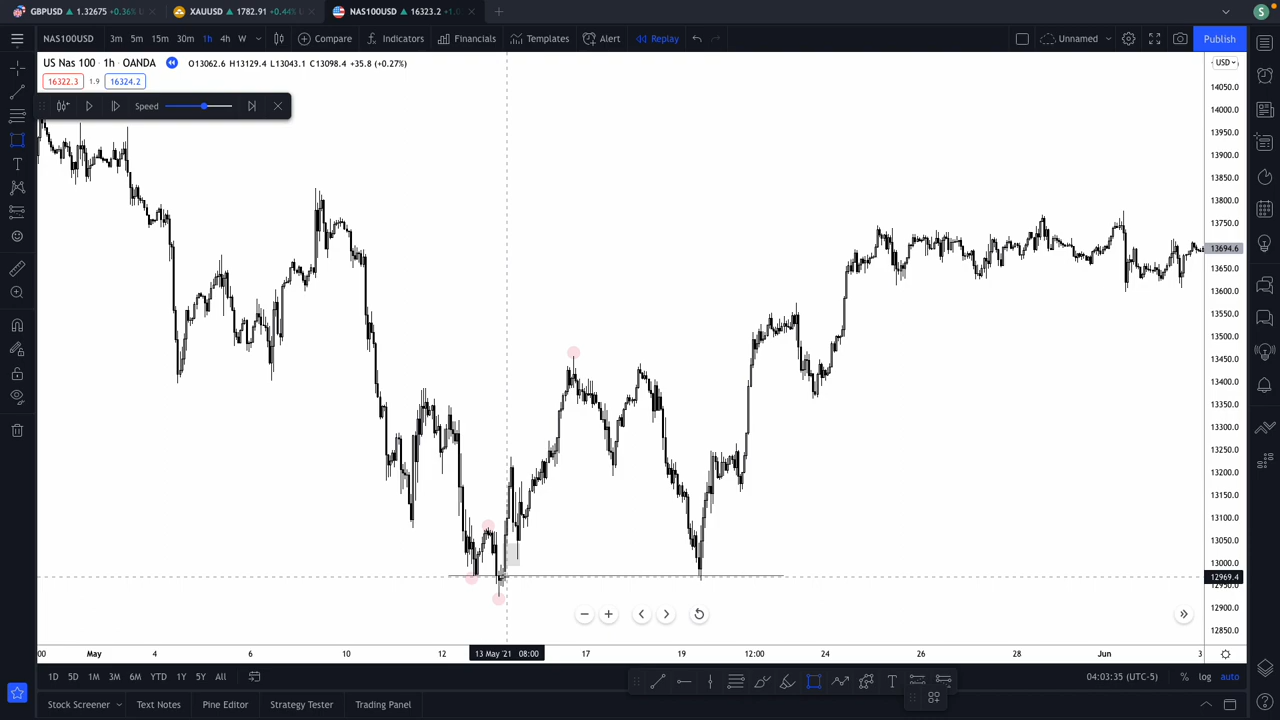 GBPUSD 1.32675 +0.36%
XAUUSD 1782.91 +0.44%
NAS100USD 16323.2
S
3m 5m 15m 30m 1h 4h W
NAS100USD
Compare
Indicators
Financials
Templates
Alert
Replay
Unnamed
Publish
US Nas 100 · 1h · OANDA
O13062.6 H13129.4 L13043.1 C13098.4 +35.8 (+0.27%)
USD
16322.3
1.9
16324.2
Speed
14050.0
14000.0
13950.0
13900.0
13850.0
13800.0
13750.0
13694.6
13650.0
13600.0
13550.0
13500.0
13450.0
13400.0
13350.0
13300.0
13250.0
13200.0
13150.0
13100.0
13050.0
13000.0
12969.4
12950.0
12900.0
12850.0
:00 May 4 6 10 12 13 May '21 08:00 17 19 12:00 24 26 28 Jun 3
1D 5D 1M 3M 6M YTD 1Y 5Y All
04:03:35 (UTC-5)
% log auto
Stock Screener
Text Notes
Pine Editor
Strategy Tester
Trading Panel